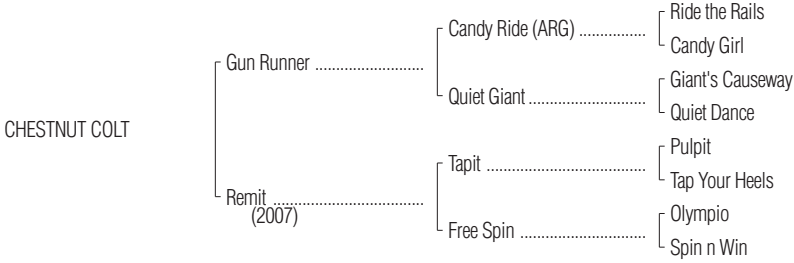 Ride the Rails
Candy Ride (ARG) ................
Candy Girl
Gun Runner ..........................
Giant's Causeway
Quiet Giant ............................
Quiet Dance
CHESTNUT COLT
Pulpit
Tapit ......................................
Tap Your Heels
Remit ....................................
(2007)
Olympio
Free Spin ..............................
Spin n Win